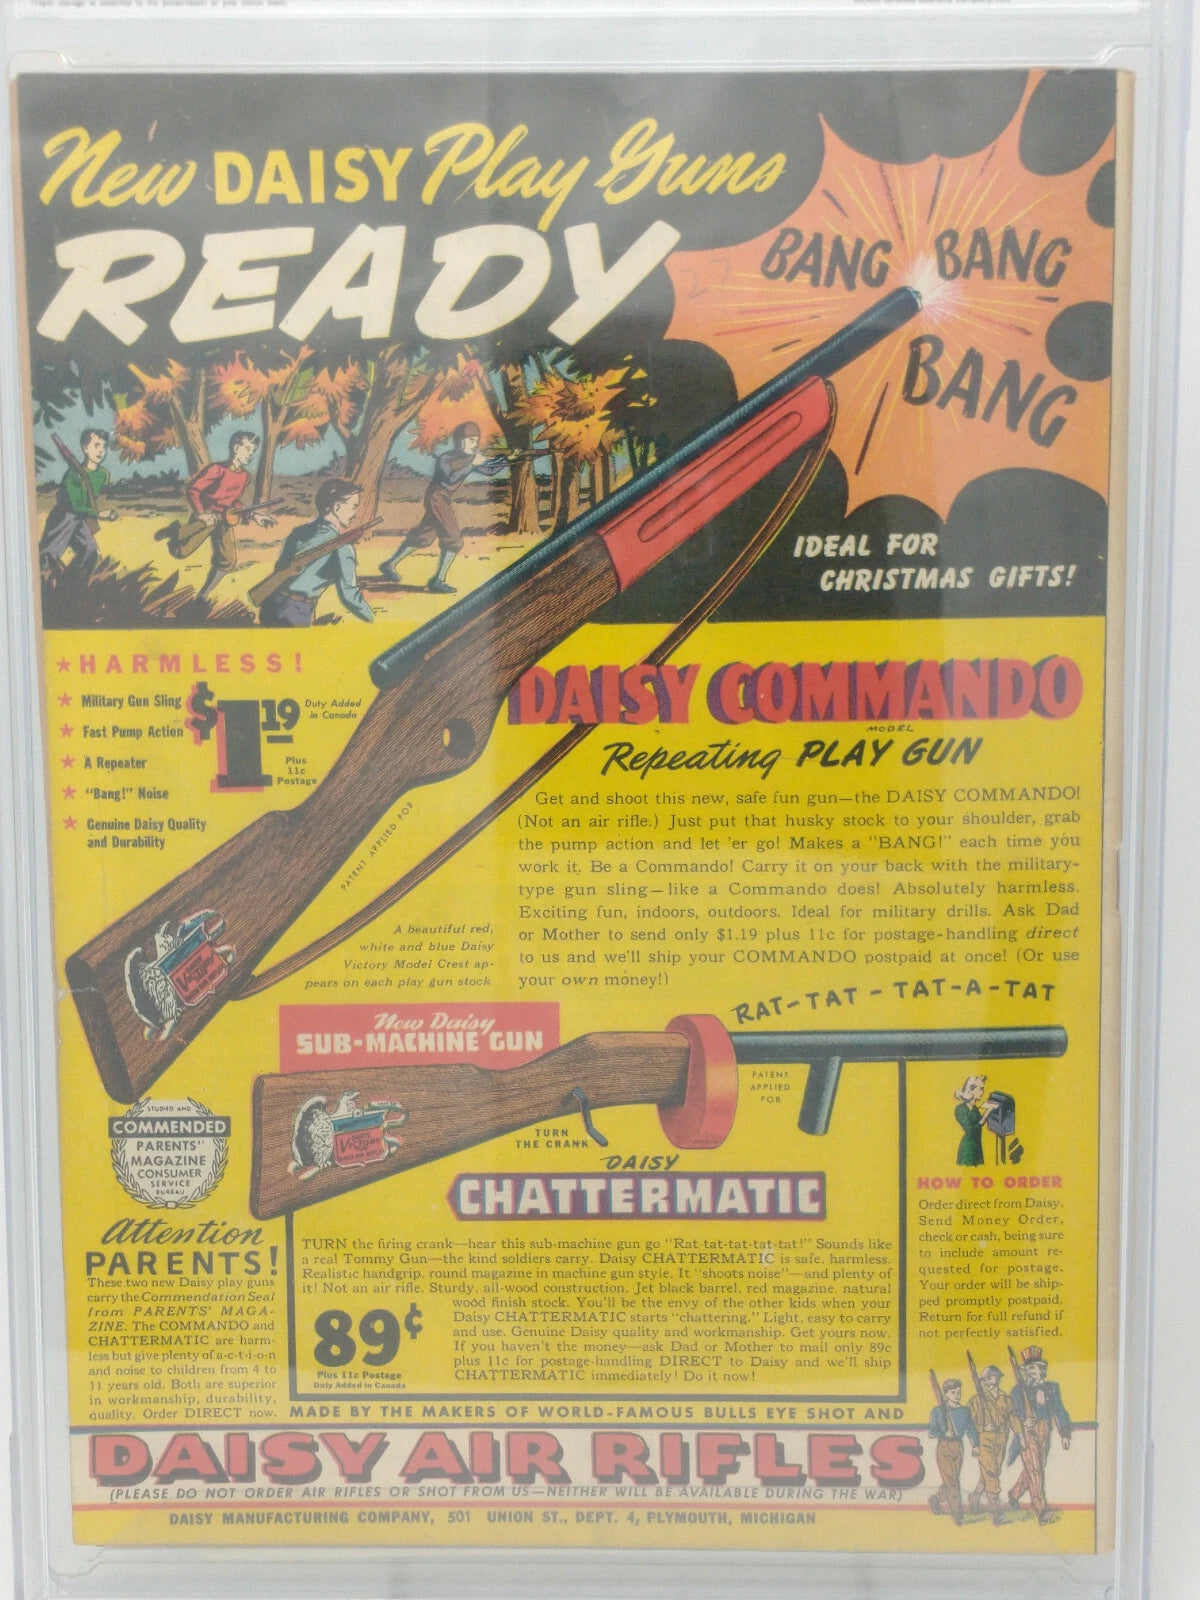 New DAISY Play Guns
READY
BANG BANG
BANG
IDEAL FOR
CHRISTMAS GIFTS!
★ HARMLESS!
★ Military Gun Sling
★ Fast Pump Action
★ A Repeater
★ "Bang!" Noise
★ Genuine Daisy Quality
and Durability
$1.19
Duty Added
in Canada
Plus
11c
Postage
PATENT APPLIED FOR
DAISY COMMANDO
MODEL
Repeating PLAY GUN
Get and shoot this new, safe fun gun—the DAISY COMMANDO!
(Not an air rifle.) Just put that husky stock to your shoulder, grab
the pump action and let 'er go! Makes a "BANG!" each time you
work it. Be a Commando! Carry it on your back with the military-
type gun sling—like a Commando does! Absolutely harmless.
Exciting fun, indoors, outdoors. Ideal for military drills. Ask Dad
or Mother to send only $1.19 plus 11c for postage-handling direct
to us and we'll ship your COMMANDO postpaid at once! (Or use
your own money!)
A beautiful red,
white and blue Daisy
Victory Model Crest ap-
pears on each play gun stock
New Daisy
SUB-MACHINE GUN
RAT-TAT-TAT-A-TAT
PATENT
APPLIED
FOR
TURN
THE CRANK
DAISY
CHATTERMATIC
TURN the firing crank—hear this sub-machine gun go "Rat-tat-tat-tat-tat!" Sounds like
a real Tommy Gun—the kind soldiers carry. Daisy CHATTERMATIC is safe, harmless.
Realistic handgrip, round magazine in machine gun style. It "shoots noise"—and plenty of
it! Not an air rifle. Sturdy, all-wood construction. Jet black barrel, red magazine, natural
wood finish stock. You'll be the envy of the other kids when your
Daisy CHATTERMATIC starts "chattering." Light, easy to carry
and use. Genuine Daisy quality and workmanship. Get yours now.
If you haven't the money—ask Dad or Mother to mail only 89c
plus 11c for postage-handling DIRECT to Daisy and we'll ship
CHATTERMATIC immediately! Do it now!
89¢
Plus 11c Postage
Duty Added in Canada
STUDIED AND
COMMENDED
PARENTS'
MAGAZINE
CONSUMER
SERVICE
BUREAU
Attention
PARENTS!
These two new Daisy play guns
carry the Commendation Seal
from PARENTS' MAGA-
ZINE. The COMMANDO and
CHATTERMATIC are harm-
less but give plenty of a-c-t-i-o-n
and noise to children from 4 to
11 years old. Both are superior
in workmanship, durability,
quality. Order DIRECT now.
HOW TO ORDER
Order direct from Daisy.
Send Money Order,
check or cash, being sure
to include amount re-
quested for postage.
Your order will be ship-
ped promptly postpaid.
Return for full refund if
not perfectly satisfied.
MADE BY THE MAKERS OF WORLD-FAMOUS BULLS EYE SHOT AND
DAISY AIR RIFLES
(PLEASE DO NOT ORDER AIR RIFLES OR SHOT FROM US—NEITHER WILL BE AVAILABLE DURING THE WAR)
DAISY MANUFACTURING COMPANY, 501 UNION ST., DEPT. 4, PLYMOUTH, MICHIGAN